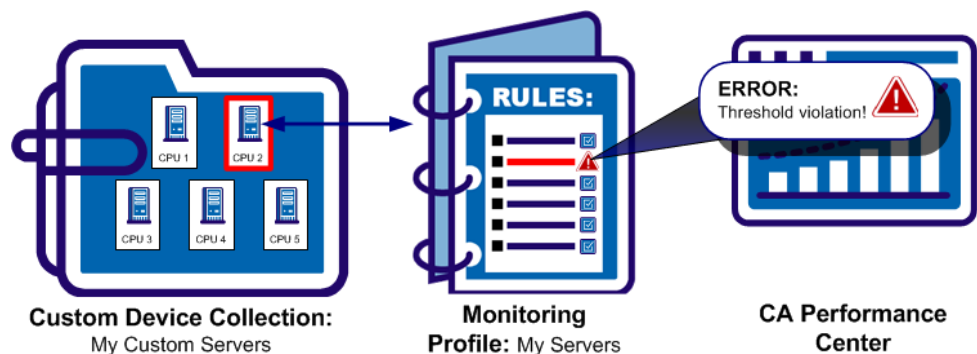 CPU 1
CPU 2
CPU 3
CPU 4
CPU 5
Custom Device Collection:
My Custom Servers
RULES:
Monitoring
Profile: My Servers
ERROR:
Threshold violation!
CA Performance
Center